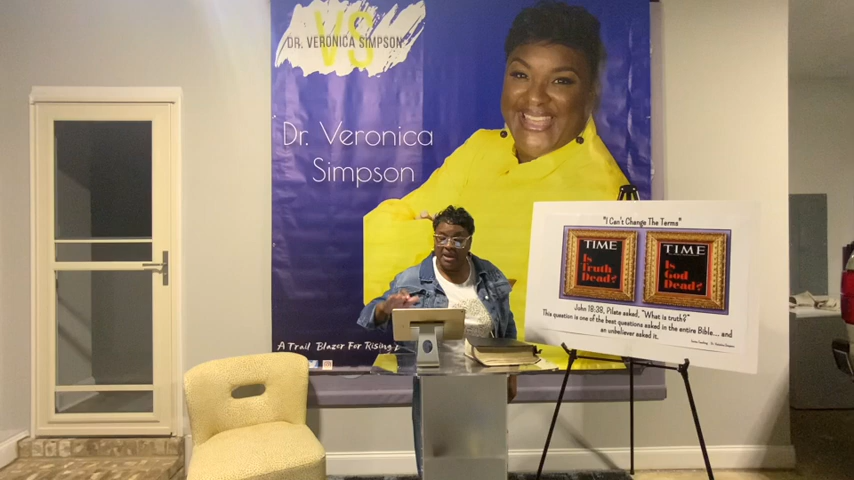 VS
DR. VERONICA SIMPSON
Dr. Veronica
Simpson
A Trail Blazer For Rising
"I Can't Change The Terms"
TIME
Is
Truth
Dead?
TIME
Is
God
Dead?
John 18:38, Pilate asked, "What is truth?"
This question is one of the best questions asked in the entire Bible.... and
an unbeliever asked it.